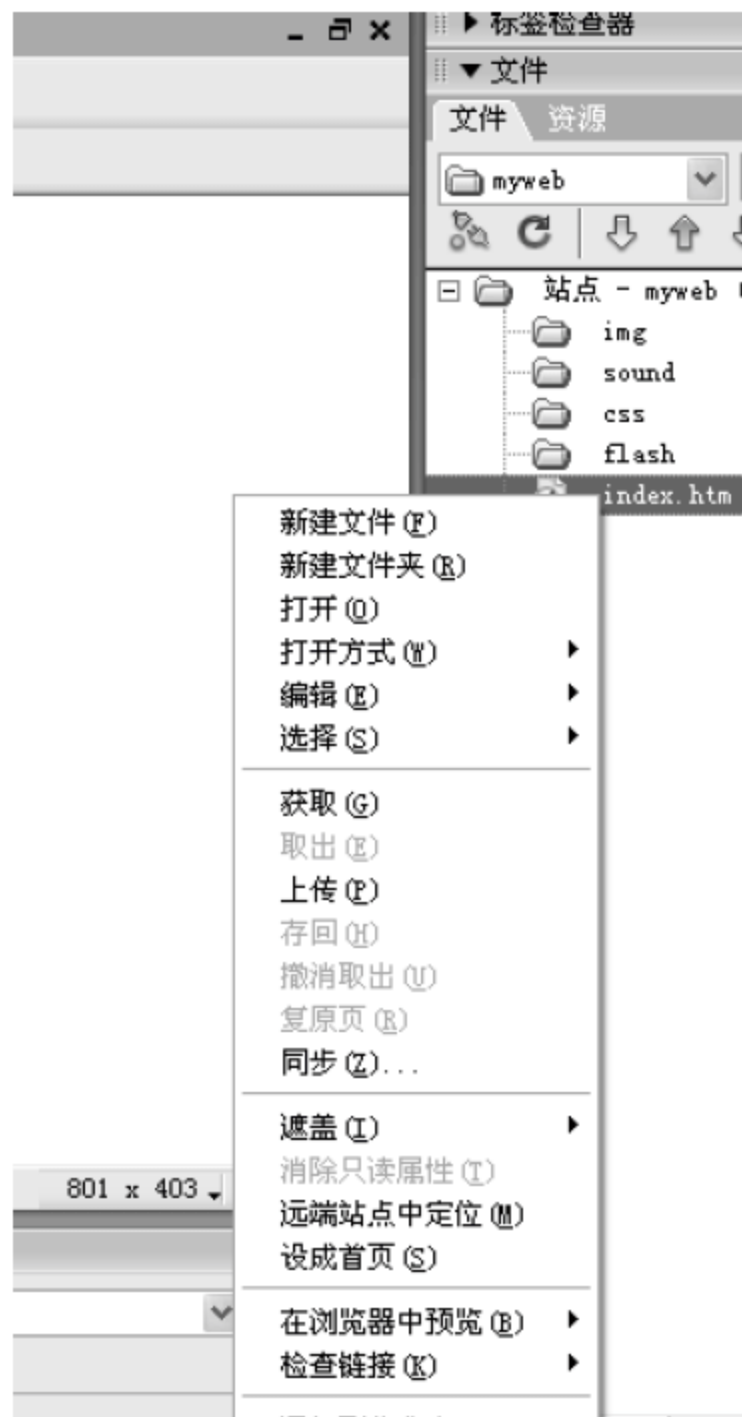 标签检查器
文件
文件 资源
myweb
站点 - myweb
img
sound
css
flash
index.htm
新建文件(F)
新建文件夹(R)
打开(O)
打开方式(W)
编辑(E)
选择(S)
获取(G)
取出(E)
上传(P)
存回(H)
撤消取出(U)
复原页(R)
同步(Z)...
遮盖(I)
消除只读属性(T)
801 x 403
远端站点中定位(M)
设成首页(S)
在浏览器中预览(B)
检查链接(K)